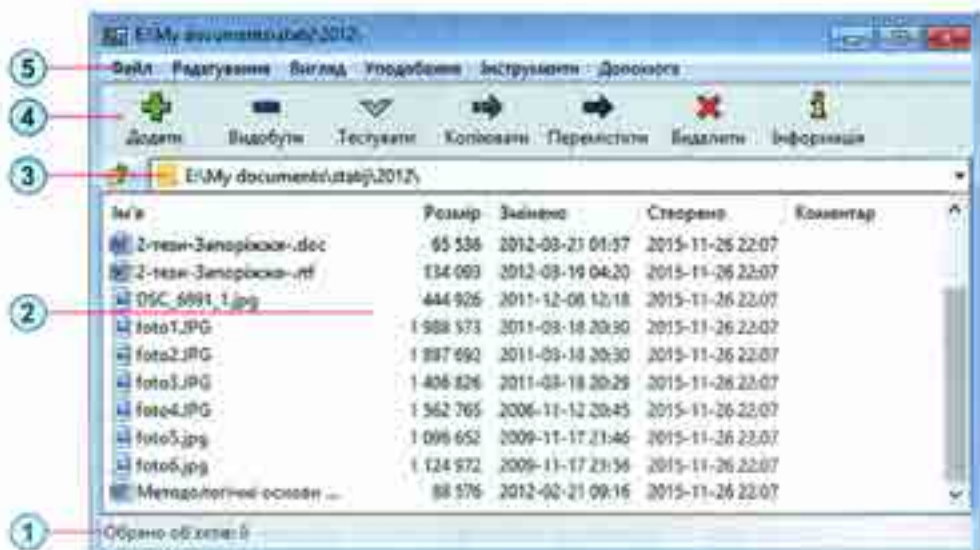 E:\My documents\statij\2012\
5 Файл Редагування Вигляд Уподобання Інструменти Допомога
4 Додати Видобути Тестувати Копіювати Перемістити Видалити Інформація
3 E:\My documents\statij\2012\
Ім'я Розмір Змінено Створено Коментар
2-тези-Запоріжжя-.doc 65 536 2012-03-21 01:57 2015-11-26 22:07
2-тези-Запоріжжя-.rtf 134 093 2012-03-19 04:20 2015-11-26 22:07
2 DSC_6991_1.jpg 444 926 2011-12-08 12:18 2015-11-26 22:07
foto1.JPG 1 988 573 2011-03-18 20:30 2015-11-26 22:07
foto2.JPG 1 897 692 2011-03-18 20:30 2015-11-26 22:07
foto3.JPG 1 406 826 2011-03-18 20:29 2015-11-26 22:07
foto4.JPG 1 562 765 2006-11-12 20:45 2015-11-26 22:07
foto5.jpg 1 096 652 2009-11-17 21:46 2015-11-26 22:07
foto6.jpg 1 124 972 2009-11-17 21:56 2015-11-26 22:07
Методологічні основи ... 88 576 2012-02-21 09:16 2015-11-26 22:07
1 Обрано об'єктів: 0